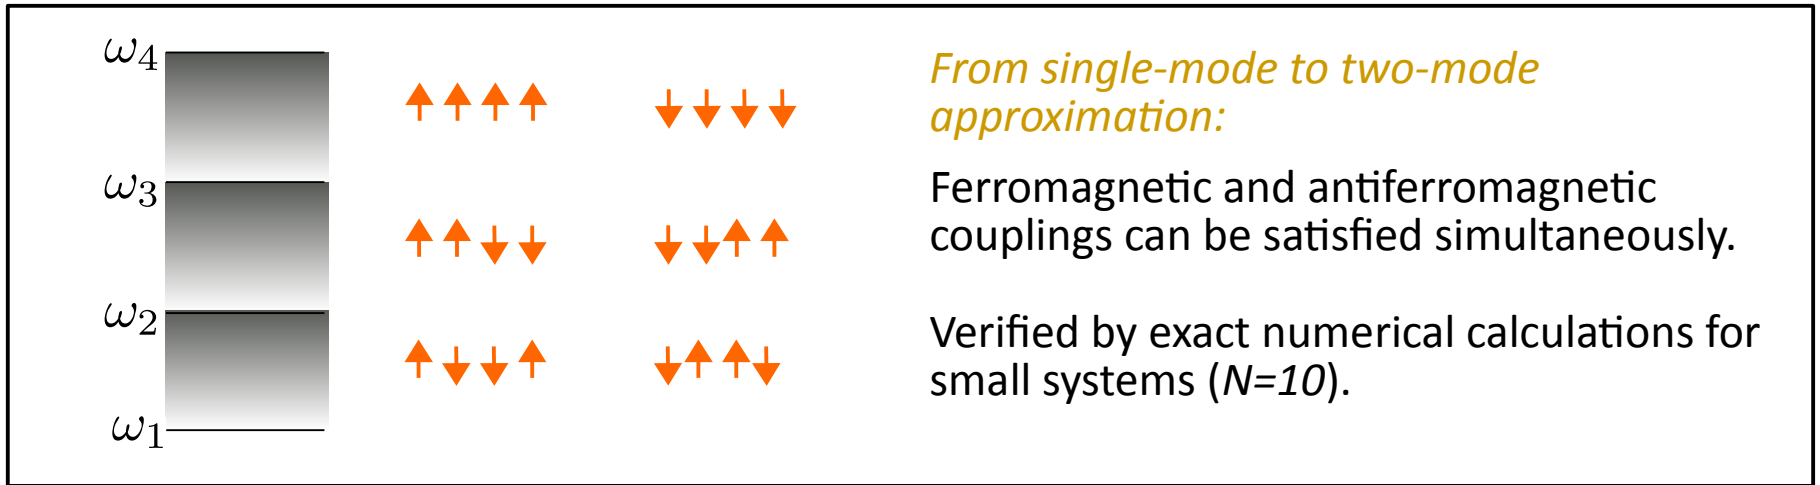 ω₄
ω₃
ω₂
ω₁
From single-mode to two-mode
approximation:
Ferromagnetic and antiferromagnetic
couplings can be satisfied simultaneously.
Verified by exact numerical calculations for
small systems (N=10).